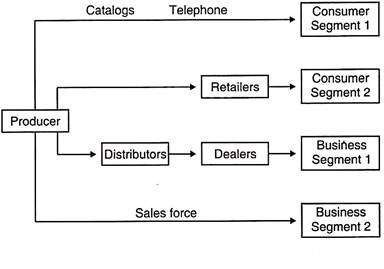 Catalogs Telephone
Consumer
Segment 1
Retailers
Consumer
Segment 2
Producer
Distributors
Dealers
Business
Segment 1
Sales force
Business
Segment 2